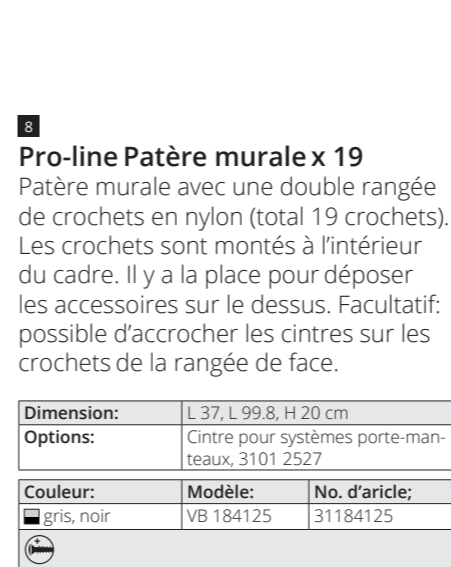 8
Pro-line Patère murale x 19
Patère murale avec une double rangée
de crochets en nylon (total 19 crochets).
Les crochets sont montés à l’intérieur
du cadre. Il y a la place pour déposer
les accessoires sur le dessus. Facultatif:
possible d’accrocher les cintres sur les
crochets de la rangée de face.
Dimension: L 37, L 99.8, H 20 cm
Options: Cintre pour systèmes porte-man-
teaux, 3101 2527
Couleur: Modèle: No. d’aricle;
gris, noir VB 184125 31184125